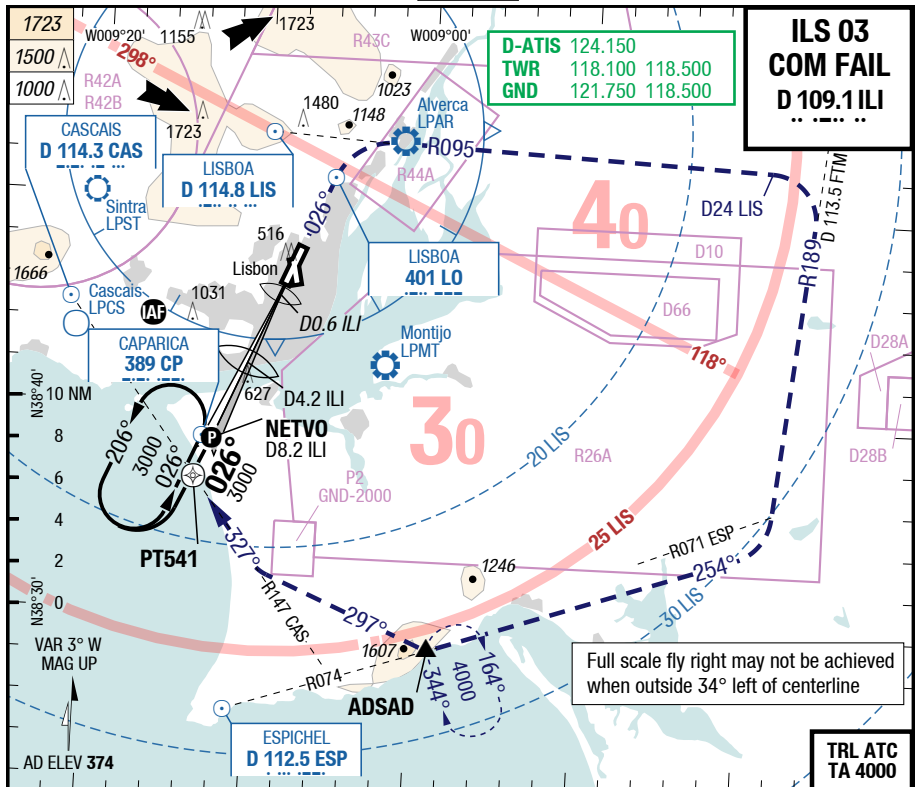 1723
1500
1000
W009°20'
1155
1723
R43C
W009°00'
D-ATIS 124.150
TWR 118.100 118.500
GND 121.750 118.500
ILS 03
COM FAIL
D 109.1 ILI
298°
R42A
R42B
1723
1480
1023
1148
Alverca
LPAR
CASCAIS
D 114.3 CAS
LISBOA
D 114.8 LIS
R095
R44A
Sintra
LPST
026°
D24 LIS
D 113.5 FTM
R189
40
516
Lisbon
LISBOA
401 LO
D10
D66
1666
Cascais
LPCS
IAF
1031
D0.6 ILI
CAPARICA
389 CP
Montijo
LPMT
118°
D28A
D28B
N38°40'
10 NM
8
6
4
2
0
N38°30'
627
D4.2 ILI
NETVO
D8.2 ILI
P
30
20 LIS
R26A
206°
3000
026°
026°
3000
P2
GND-2000
25 LIS
PT541
327°
R071 ESP
254°
1246
30 LIS
R147 CAS
297°
VAR 3° W
MAG UP
1607
R074
164°
4000
344°
ADSAD
Full scale fly right may not be achieved
when outside 34° left of centerline
ESPICHEL
D 112.5 ESP
AD ELEV 374
TRL ATC
TA 4000